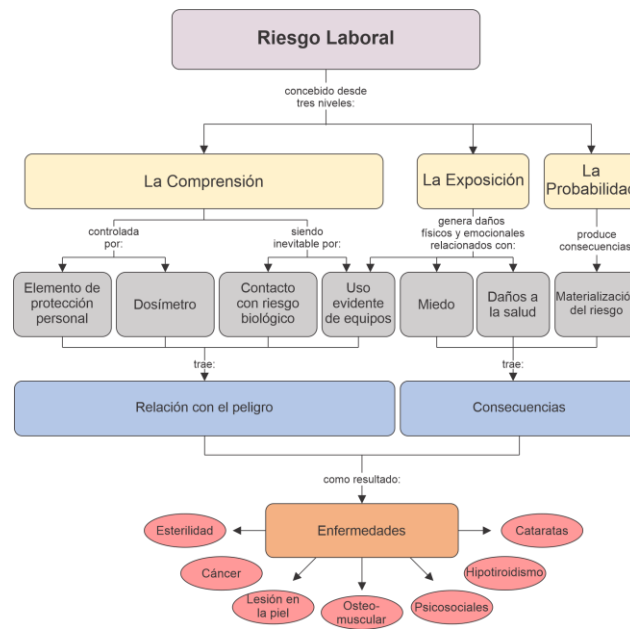 Riesgo Laboral
concebido desde
tres niveles:
La Comprensión
La Exposición
La
Probabilidad
controlada
por:
siendo
inevitable por:
genera daños
físicos y emocionales
relacionados con:
produce
consecuencias:
Elemento de
protección
personal
Dosímetro
Contacto
con riesgo
biológico
Uso
evidente
de equipos
Miedo
Daños a
la salud
Materialización
del riesgo
trae:
trae:
Relación con el peligro
Consecuencias
como resultado:
Enfermedades
Esterilidad
Cataratas
Cáncer
Hipotiroidismo
Lesión en
la piel
Osteo-
muscular
Psicosociales